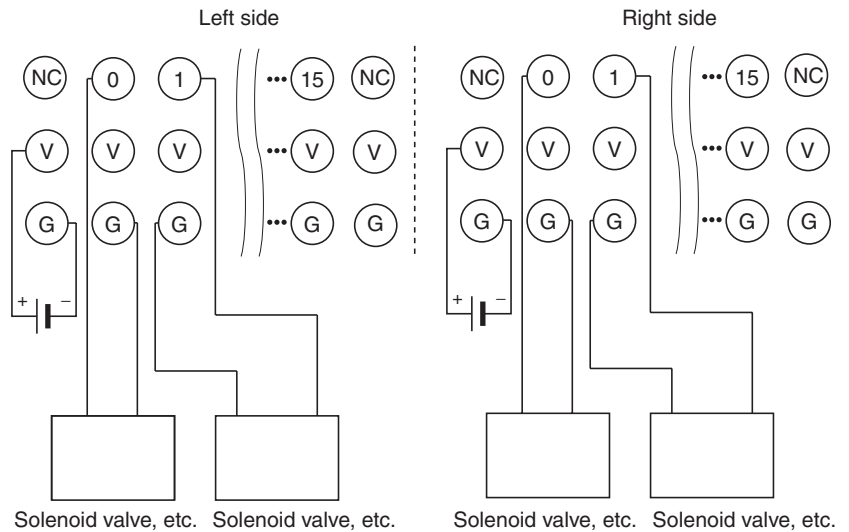 Left side
Right side
NC 0 1 ••• 15 NC
V V V ••• V V
G G G ••• G G
+ –
Solenoid valve, etc. Solenoid valve, etc.
NC 0 1 ••• 15 NC
V V V ••• V V
G G G ••• G G
+ –
Solenoid valve, etc. Solenoid valve, etc.